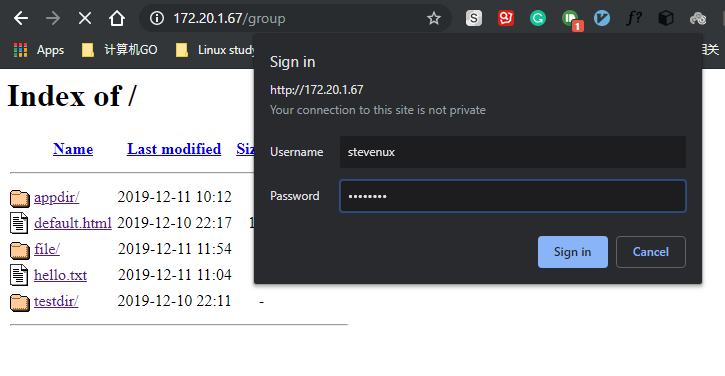 172.20.1.67/group
Apps 计算机GO Linux study 相关
Index of /
Name Last modified
appdir/ 2019-12-11 10:12
default.html 2019-12-10 22:17 1
file/ 2019-12-11 11:54
hello.txt 2019-12-11 11:04
testdir/ 2019-12-10 22:11 -
Sign in
http://172.20.1.67
Your connection to this site is not private
Username stevenux
Password ••••••••
Sign in Cancel